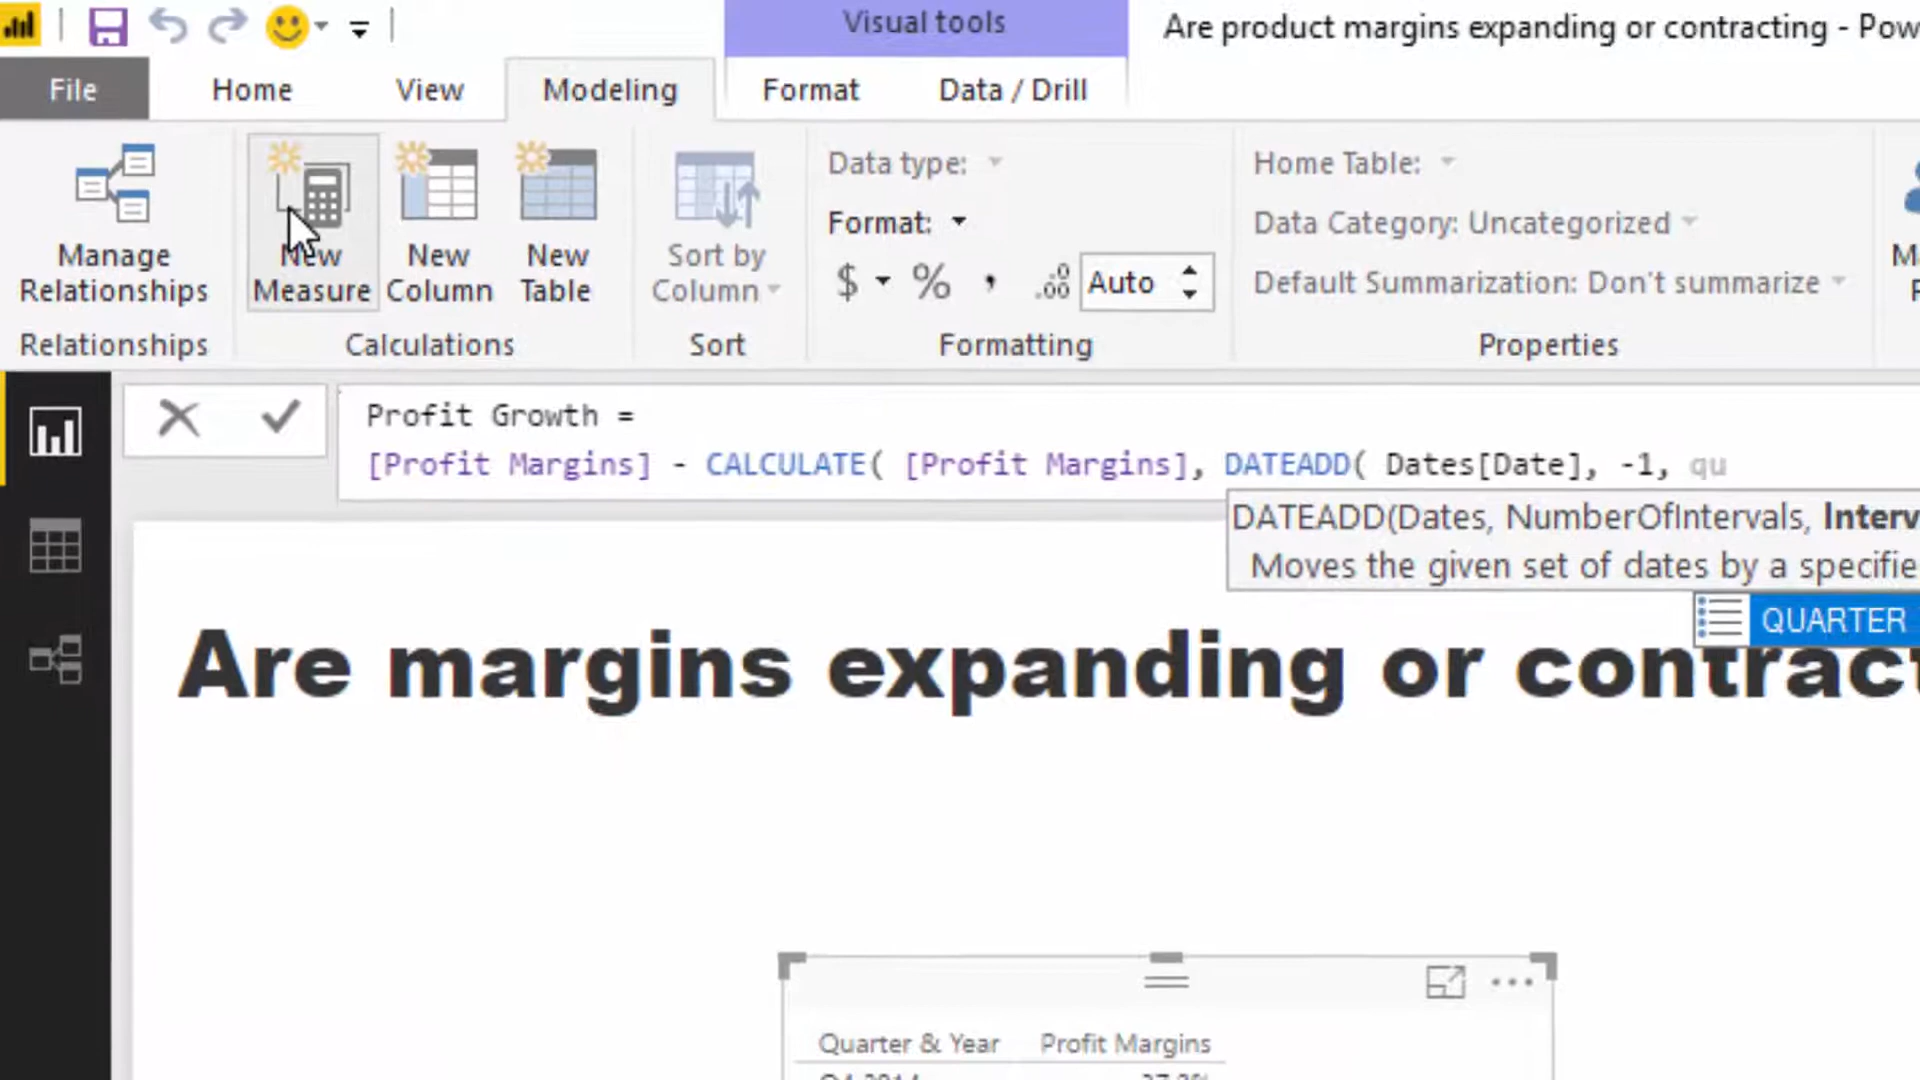 Visual tools
Are product margins expanding or contracting - Pow
File
Home
View
Modeling
Format
Data / Drill
Manage
Relationships
New
Measure
New
Column
New
Table
Sort by
Column
Data type:
Format:
$ % , .00 Auto
Home Table:
Data Category: Uncategorized
Default Summarization: Don't summarize
Relationships
Calculations
Sort
Formatting
Properties
Profit Growth =
[Profit Margins] - CALCULATE( [Profit Margins], DATEADD( Dates[Date], -1, qu
DATEADD(Dates, NumberOfIntervals, Interv
Moves the given set of dates by a specifie
QUARTER
Are margins expanding or contract
Quarter & Year
Profit Margins